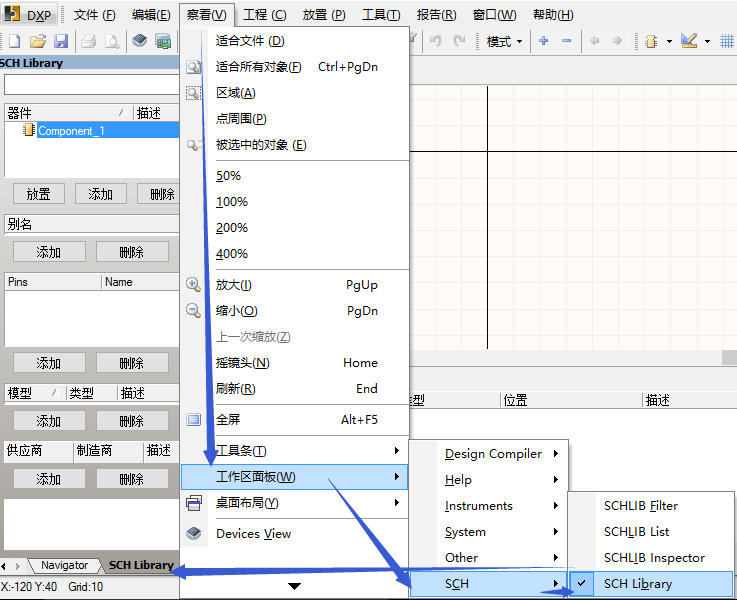 DXP 文件 (F) 编辑(E) 察看(V) 工程 (C) 放置 (P) 工具(T) 报告(R) 窗口(W) 帮助(H)
模式
SCH Library
器件 描述
Component_1
放置 添加 删除
别名
添加 删除
Pins Name
添加 删除
模型 类型 描述
添加 删除
供应商 制造商 描述
添加 删除
Navigator SCH Library
X:-120 Y:40 Grid:10
适合文件 (D)
适合所有对象(F) Ctrl+PgDn
区域(A)
点周围(P)
被选中的对象 (E)
50%
100%
200%
400%
放大(I) PgUp
缩小(O) PgDn
上一次缩放(Z)
摇镜头(N) Home
刷新(R) End
全屏 Alt+F5
工具条(T)
工作区面板(W)
桌面布局(Y)
Devices View
型 位置 描述
Design Compiler
Help
Instruments
System
Other
SCH
SCHLIB Filter
SCHLIB List
SCHLIB Inspector
SCH Library